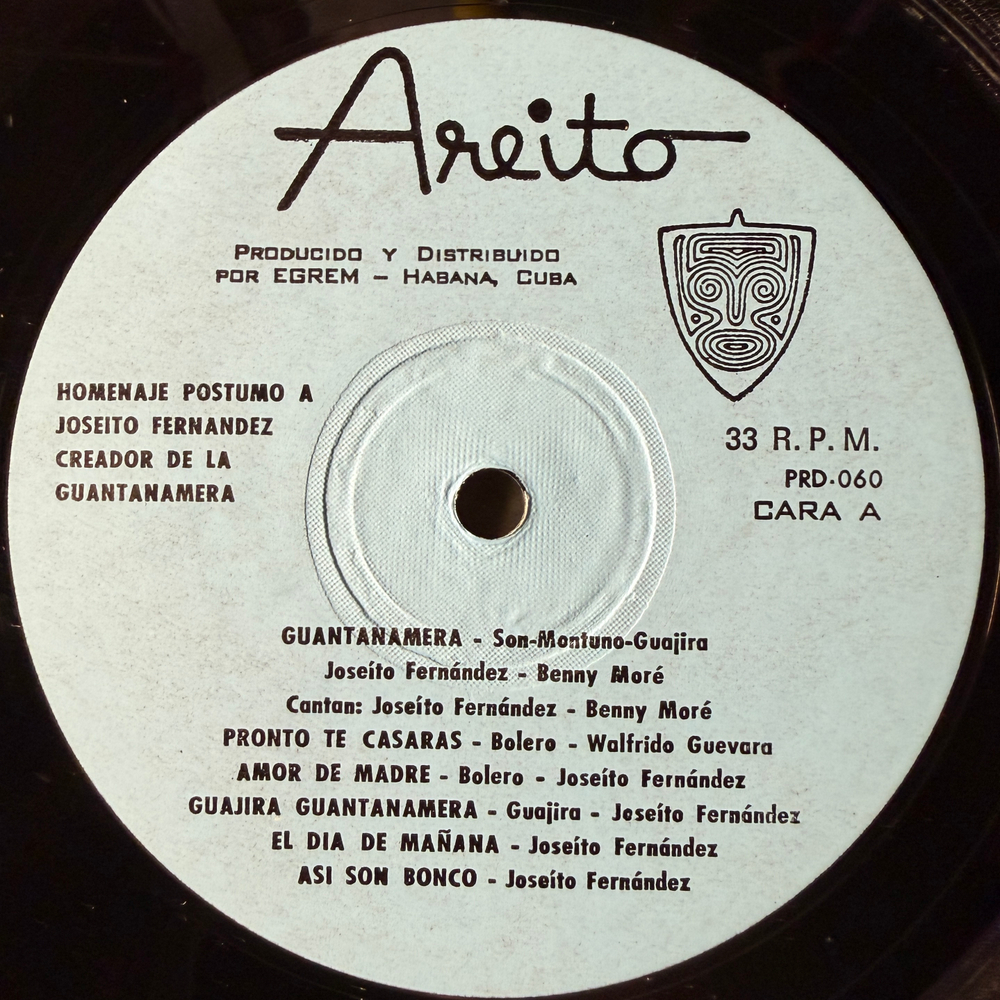 Areito
PRODUCIDO Y DISTRIBUIDO
POR EGREM – HABANA, CUBA
HOMENAJE POSTUMO A
JOSEITO FERNANDEZ
CREADOR DE LA
GUANTANAMERA
33 R. P. M.
PRD-060
CARA A
GUANTANAMERA - Son-Montuno-Guajira
Joseíto Fernández - Benny Moré
Cantan: Joseíto Fernández - Benny Moré
PRONTO TE CASARAS - Bolero - Walfrido Guevara
AMOR DE MADRE - Bolero - Joseíto Fernández
GUAJIRA GUANTANAMERA - Guajira - Joseíto Fernández
EL DIA DE MAÑANA - Joseíto Fernández
ASI SON BONCO - Joseíto Fernández